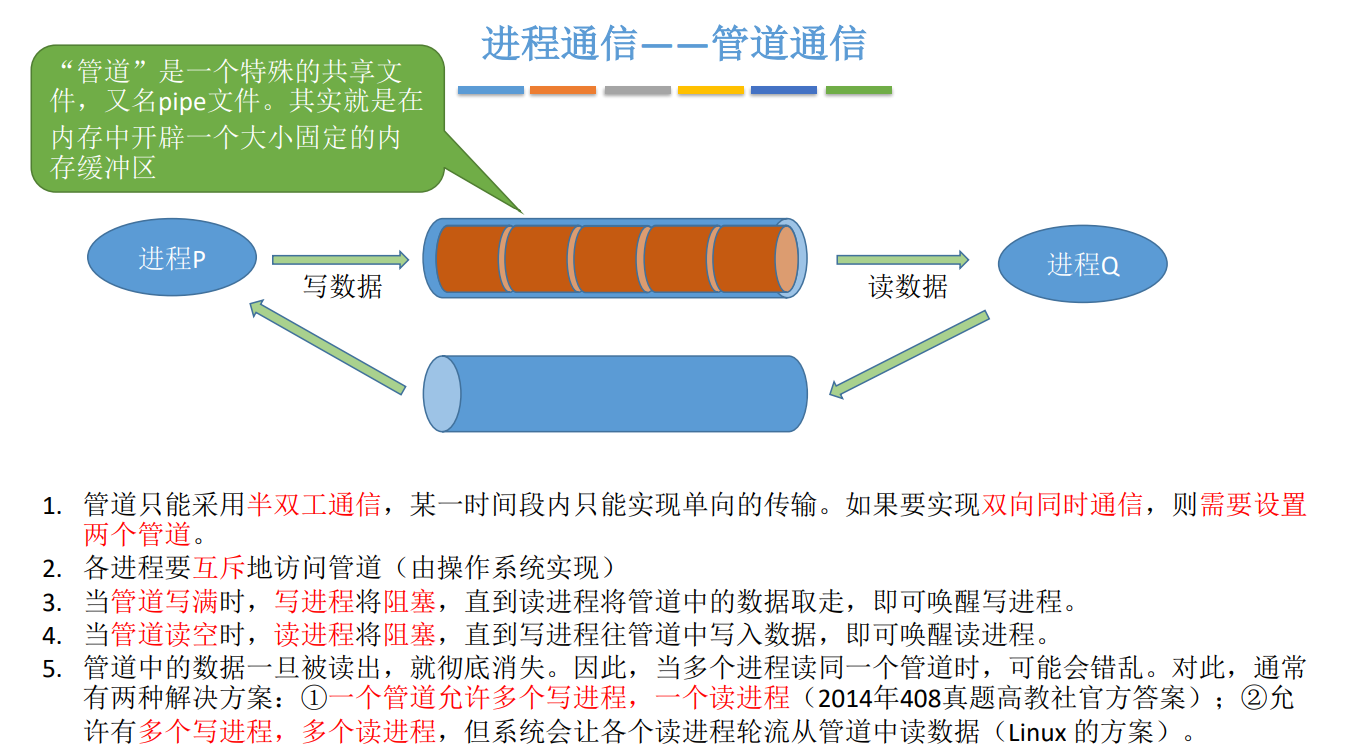 进程通信——管道通信
“管道”是一个特殊的共享文
件，又名pipe文件。其实就是在
内存中开辟一个大小固定的内
存缓冲区
进程P
写数据
读数据
进程Q
1. 管道只能采用半双工通信，某一时间段内只能实现单向的传输。如果要实现双向同时通信，则需要设置
两个管道。
2. 各进程要互斥地访问管道（由操作系统实现）
3. 当管道写满时，写进程将阻塞，直到读进程将管道中的数据取走，即可唤醒写进程。
4. 当管道读空时，读进程将阻塞，直到写进程往管道中写入数据，即可唤醒读进程。
5. 管道中的数据一旦被读出，就彻底消失。因此，当多个进程读同一个管道时，可能会错乱。对此，通常
有两种解决方案：①一个管道允许多个写进程，一个读进程（2014年408真题高教社官方答案）；②允
许有多个写进程，多个读进程，但系统会让各个读进程轮流从管道中读数据（Linux 的方案）。